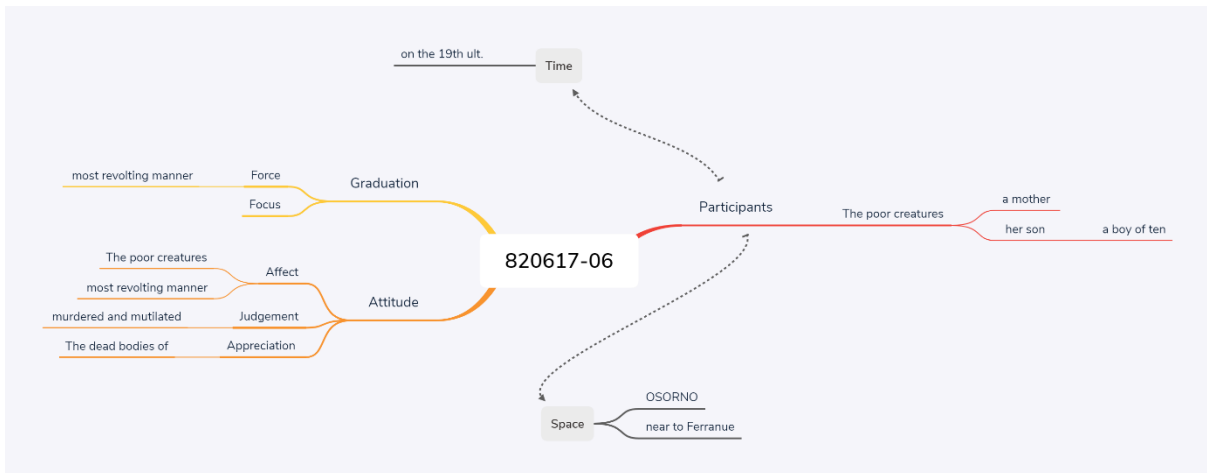 on the 19th ult.
Time
most revolting manner
Force
Graduation
Focus
Participants
The poor creatures
a mother
her son
a boy of ten
820617-06
The poor creatures
Affect
most revolting manner
Attitude
murdered and mutilated
Judgement
The dead bodies of
Appreciation
Space
OSORNO
near to Ferranue